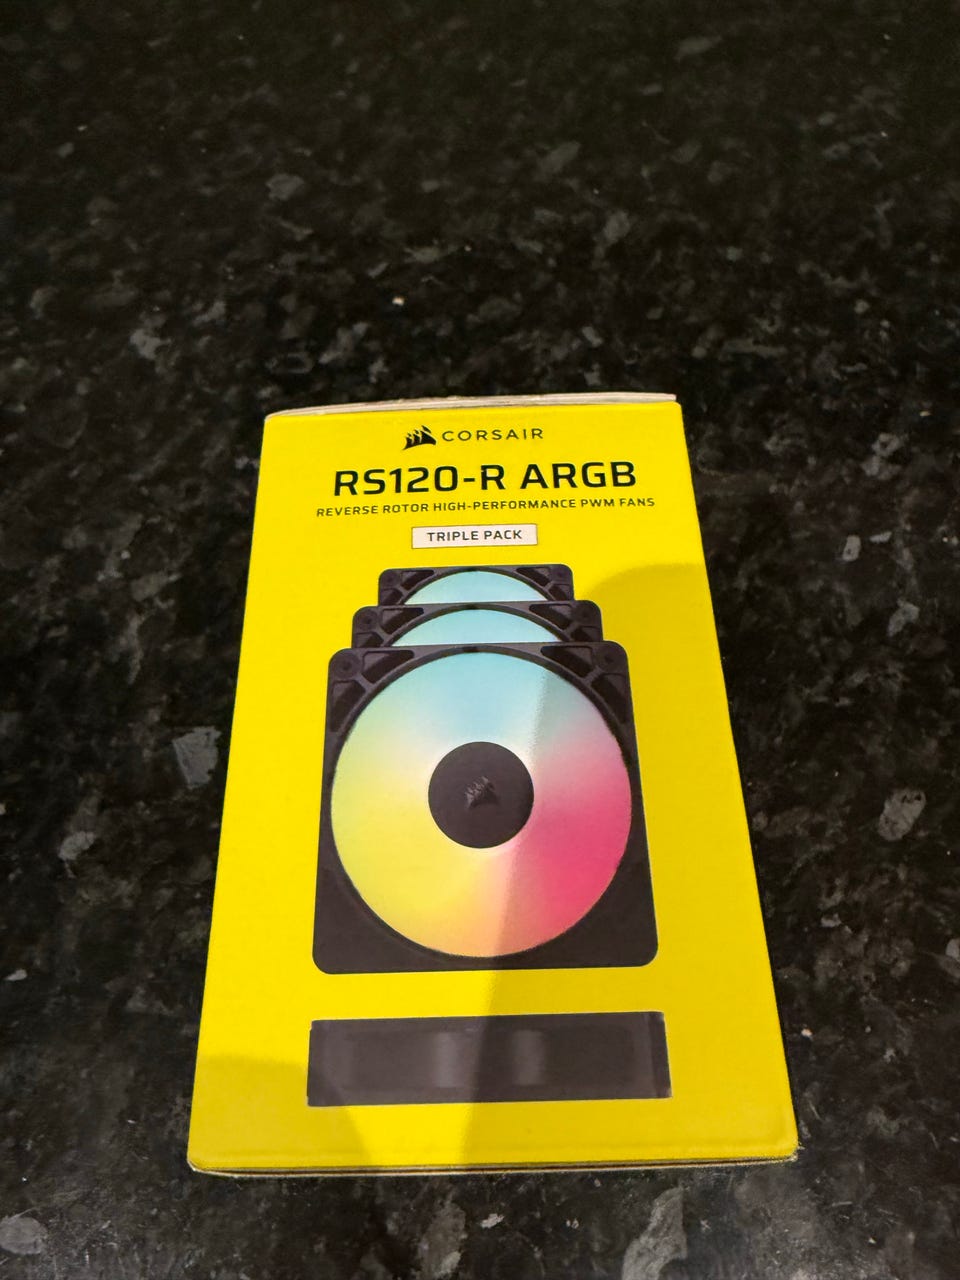 CORSAIR
RS120-R ARGB
REVERSE ROTOR HIGH-PERFORMANCE PWM FANS
TRIPLE PACK